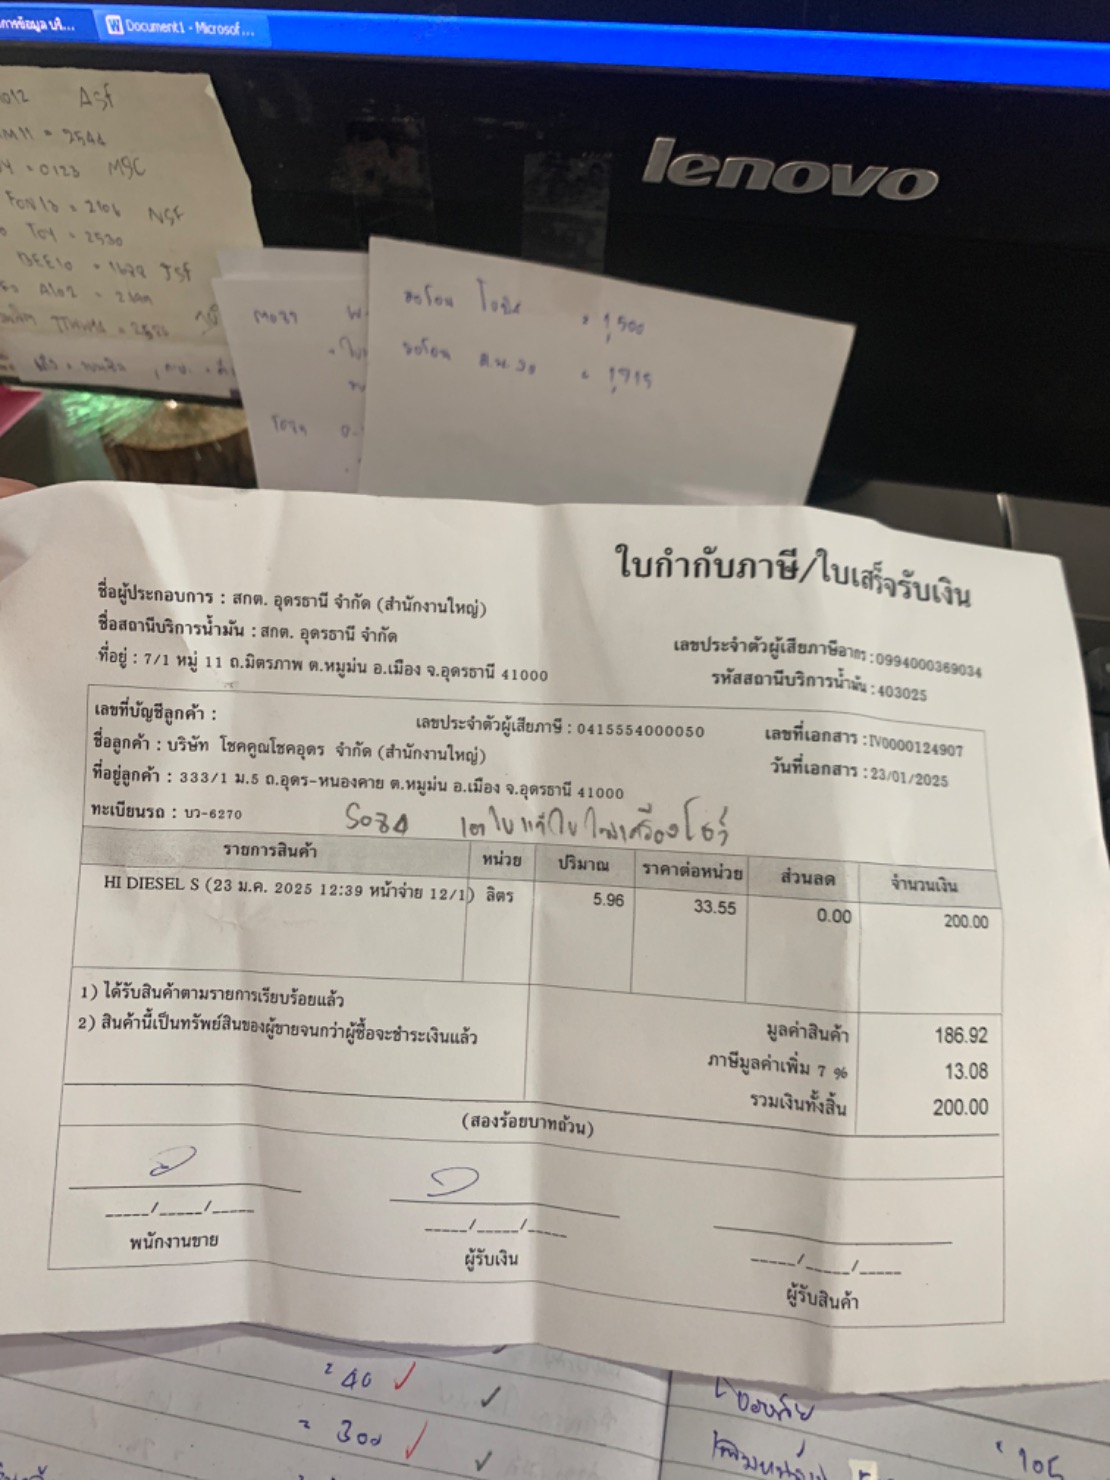 Document1 - Microsof...
lenovo
ASf
= 2544
= 0123 MSC
= 2106 NSF
TOY = 2530
ใบกำกับภาษี/ใบเสร็จรับเงิน
ชื่อผู้ประกอบการ : สกต. อุดรธานี จำกัด (สำนักงานใหญ่)
ชื่อสถานีบริการน้ำมัน : สกต. อุดรธานี จำกัด
เลขประจำตัวผู้เสียภาษีอากร : 0994000369034
ที่อยู่ : 7/1 หมู่ 11 ถ.มิตรภาพ ต.หมูม่น อ.เมือง จ.อุดรธานี 41000
รหัสสถานีบริการน้ำมัน : 403025
เลขที่บัญชีลูกค้า : เลขประจำตัวผู้เสียภาษี : 0415554000050 เลขที่เอกสาร : IV0000124907
ชื่อลูกค้า : บริษัท โชคคูณโชคอุดร จำกัด (สำนักงานใหญ่) วันที่เอกสาร : 23/01/2025
ที่อยู่ลูกค้า : 333/1 ม.5 ถ.อุดร-หนองคาย ต.หมูม่น อ.เมือง จ.อุดรธานี 41000
ทะเบียนรถ : บว-6270
รายการสินค้า หน่วย ปริมาณ ราคาต่อหน่วย ส่วนลด จำนวนเงิน
HI DIESEL S (23 ม.ค. 2025 12:39 หน้าจ่าย 12/1) ลิตร 5.96 33.55 0.00 200.00
1) ได้รับสินค้าตามรายการเรียบร้อยแล้ว
2) สินค้านี้เป็นทรัพย์สินของผู้ขายจนกว่าผู้ซื้อจะชำระเงินแล้ว
มูลค่าสินค้า 186.92
ภาษีมูลค่าเพิ่ม 7 % 13.08
รวมเงินทั้งสิ้น 200.00
(สองร้อยบาทถ้วน)
_____/_____/_____
พนักงานขาย
_____/_____/_____
ผู้รับเงิน
_____/_____/_____
ผู้รับสินค้า
= 40
= 300